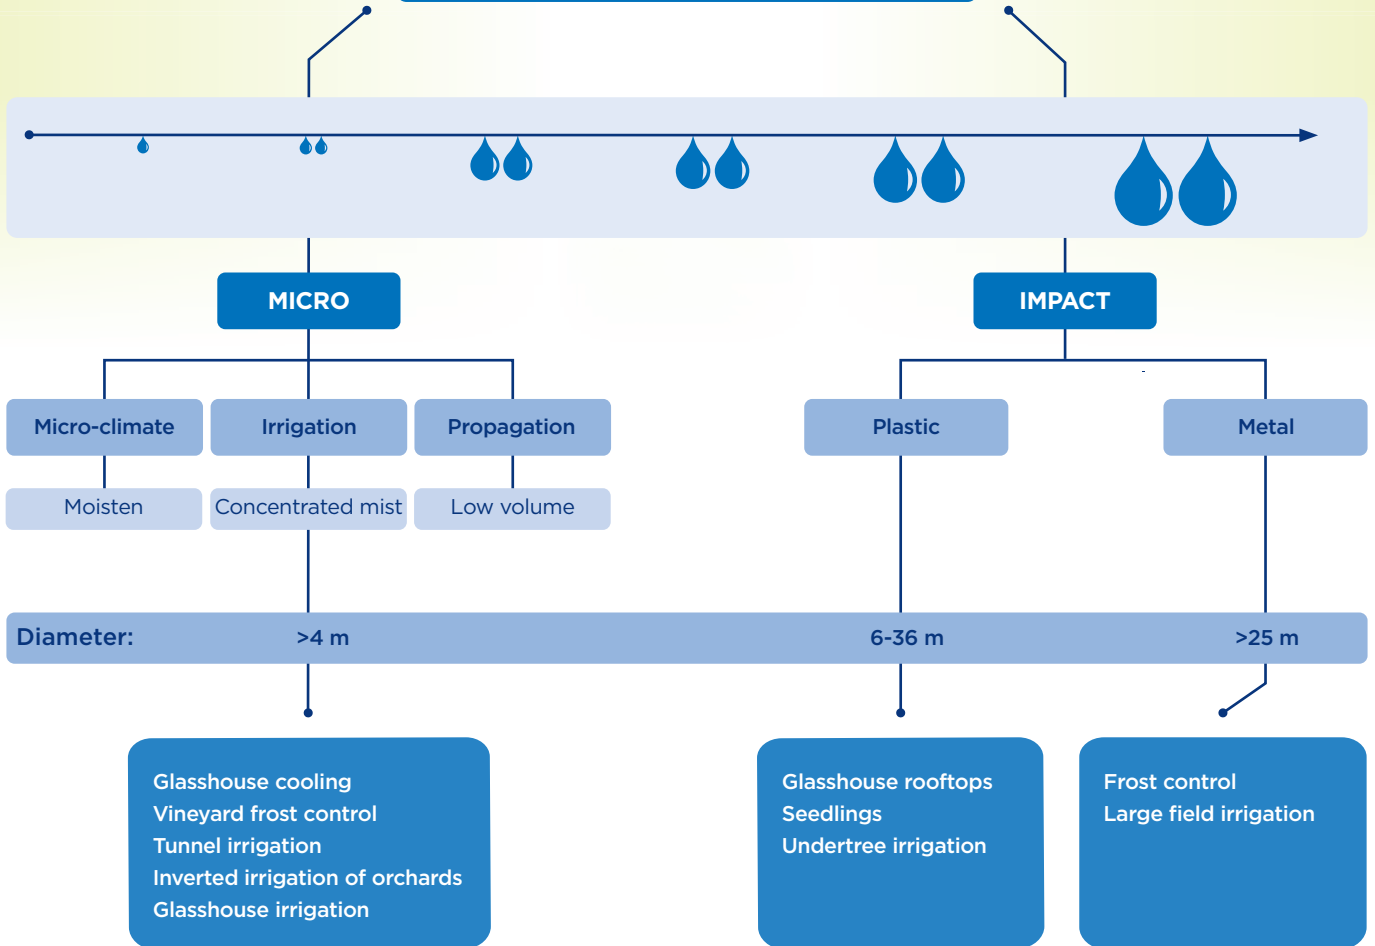 MICRO
IMPACT
Micro-climate
Irrigation
Propagation
Plastic
Metal
Moisten
Concentrated mist
Low volume
Diameter:
>4 m
6-36 m
>25 m
Glasshouse cooling
Vineyard frost control
Tunnel irrigation
Inverted irrigation of orchards
Glasshouse irrigation
Glasshouse rooftops
Seedlings
Undertree irrigation
Frost control
Large field irrigation